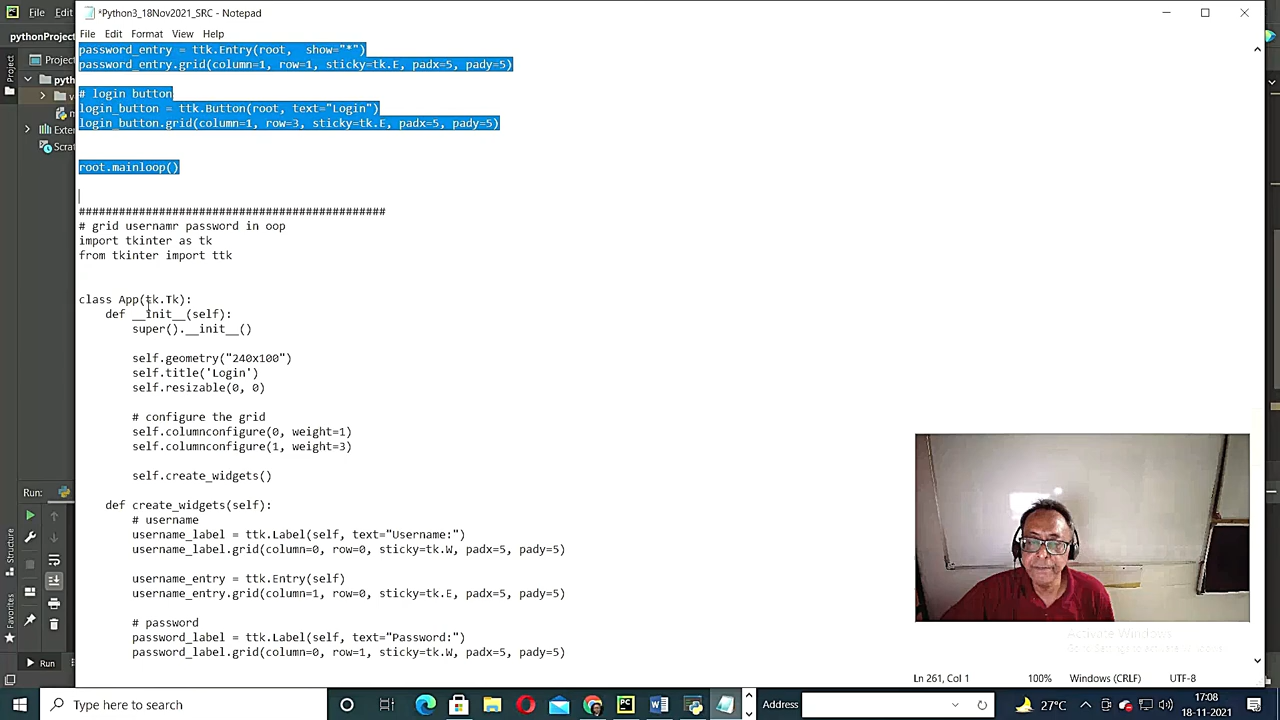 File Edit
*Python3_18Nov2021_SRC - Notepad
pythonProject
File Edit Format View Help
Project
password_entry = ttk.Entry(root,  show="*")
password_entry.grid(column=1, row=1, sticky=tk.E, padx=5, pady=5)
# login button
login_button = ttk.Button(root, text="Login")
login_button.grid(column=1, row=3, sticky=tk.E, padx=5, pady=5)
root.mainloop()
##############################################
# grid usernamr password in oop
import tkinter as tk
from tkinter import ttk
class App(tk.Tk):
def __init__(self):
super().__init__()
self.geometry("240x100")
self.title('Login')
self.resizable(0, 0)
# configure the grid
self.columnconfigure(0, weight=1)
self.columnconfigure(1, weight=3)
self.create_widgets()
def create_widgets(self):
# username
username_label = ttk.Label(self, text="Username:")
username_label.grid(column=0, row=0, sticky=tk.W, padx=5, pady=5)
username_entry = ttk.Entry(self)
username_entry.grid(column=1, row=0, sticky=tk.E, padx=5, pady=5)
# password
password_label = ttk.Label(self, text="Password:")
password_label.grid(column=0, row=1, sticky=tk.W, padx=5, pady=5)
Run:
Structure
Favorites
Run
Activate Windows
Ln 261, Col 1 100% Windows (CRLF) UTF-8
Type here to search
Address
27°C
17:08
18-11-2021